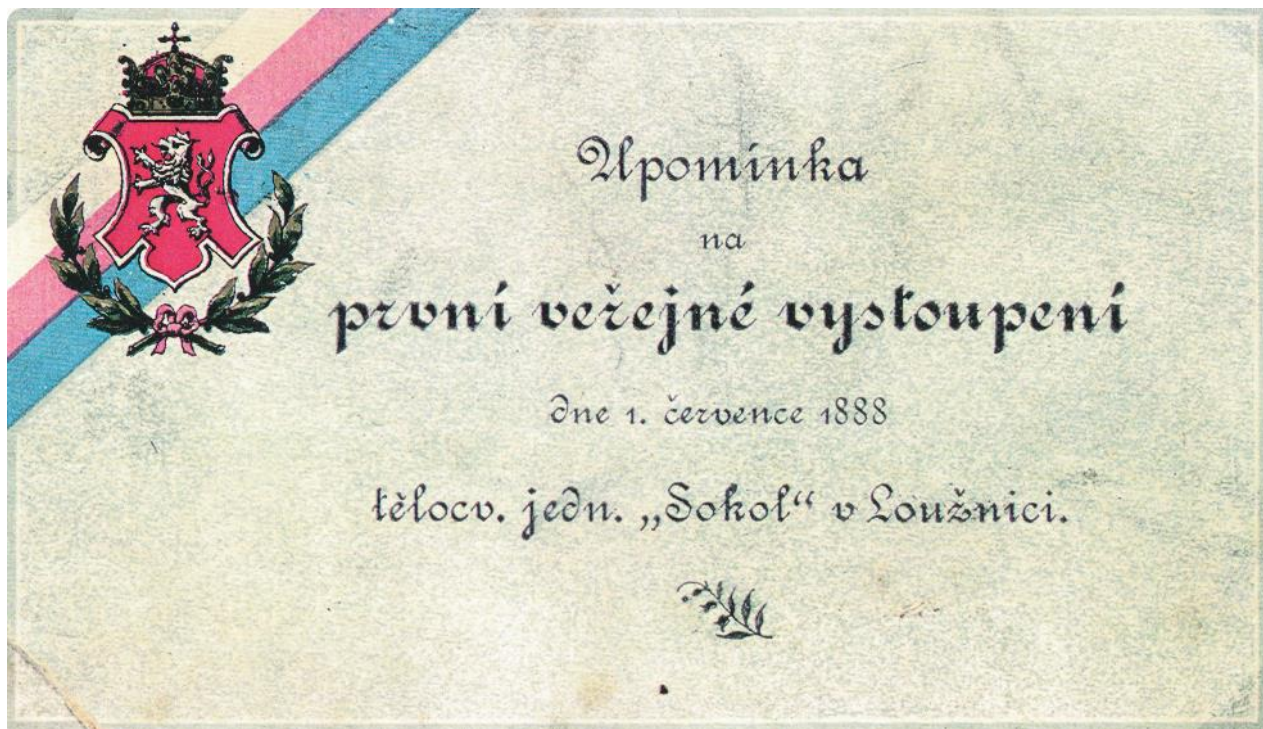 Upomínka
na
první veřejné vystoupení
dne 1. července 1888
tělocv. jedn. „Sokol“ v Loužnici.